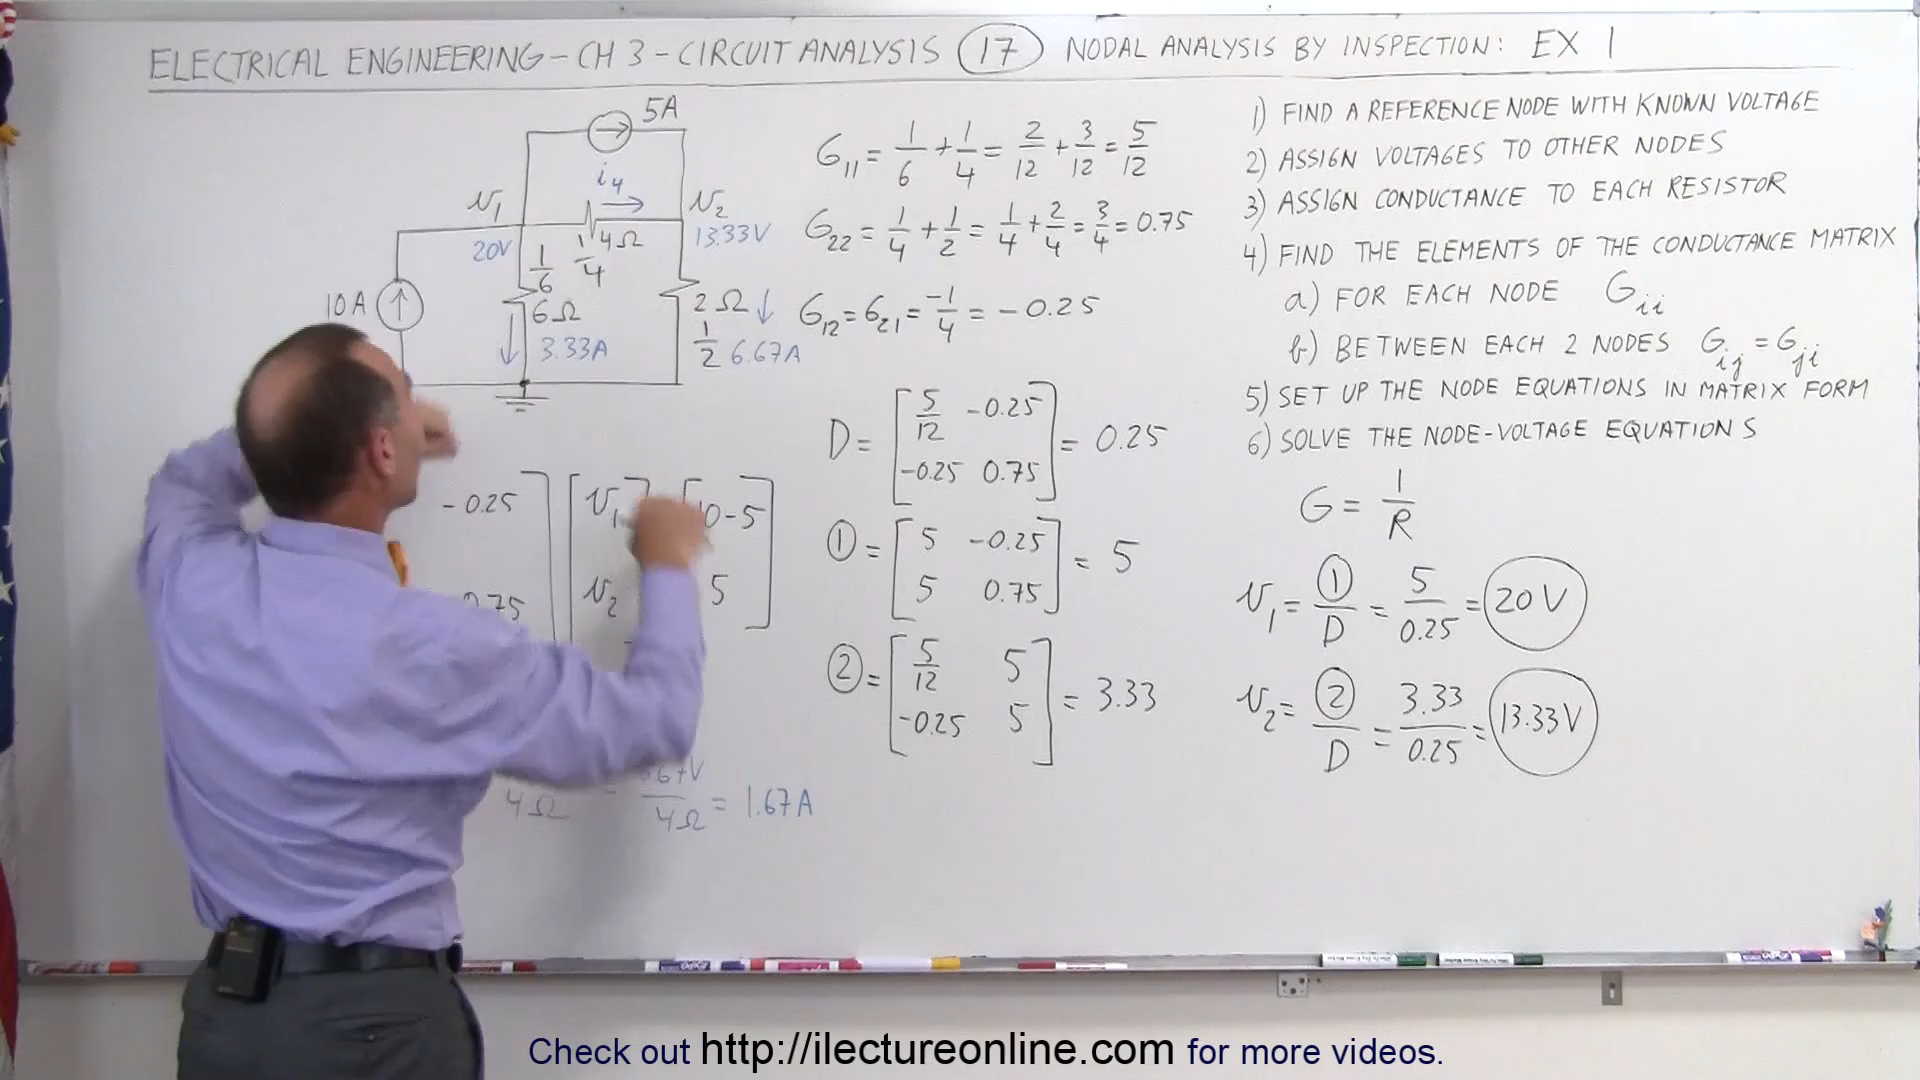 ELECTRICAL ENGINEERING - CH 3 - CIRCUIT ANALYSIS 17 NODAL ANALYSIS BY INSPECTION: EX 1
5A
i4
v1
v2
20V
4Ω
1/4
13.33V
10A
1/6
6Ω
3.33A
2Ω ↓
1/2 6.67A
-0.25
0.75
[v1 v2]
10-5
5
4Ω
4Ω = 1.67A
G11 = 1/6 + 1/4 = 2/12 + 3/12 = 5/12
G22 = 1/4 + 1/2 = 1/4 + 2/4 = 3/4 = 0.75
G12 = G21 = -1/4 = -0.25
D = [5/12 -0.25
-0.25 0.75] = 0.25
① = [5 -0.25
5 0.75] = 5
② = [5/12 5
-0.25 5] = 3.33
1) FIND A REFERENCE NODE WITH KNOWN VOLTAGE
2) ASSIGN VOLTAGES TO OTHER NODES
3) ASSIGN CONDUCTANCE TO EACH RESISTOR
4) FIND THE ELEMENTS OF THE CONDUCTANCE MATRIX
a) FOR EACH NODE Gii
b) BETWEEN EACH 2 NODES Gij = Gji
5) SET UP THE NODE EQUATIONS IN MATRIX FORM
6) SOLVE THE NODE-VOLTAGE EQUATIONS
G = 1/R
v1 = ①/D = 5/0.25 = 20V
v2 = ②/D = 3.33/0.25 = 13.33V
Check out http://ilectureonline.com for more videos.